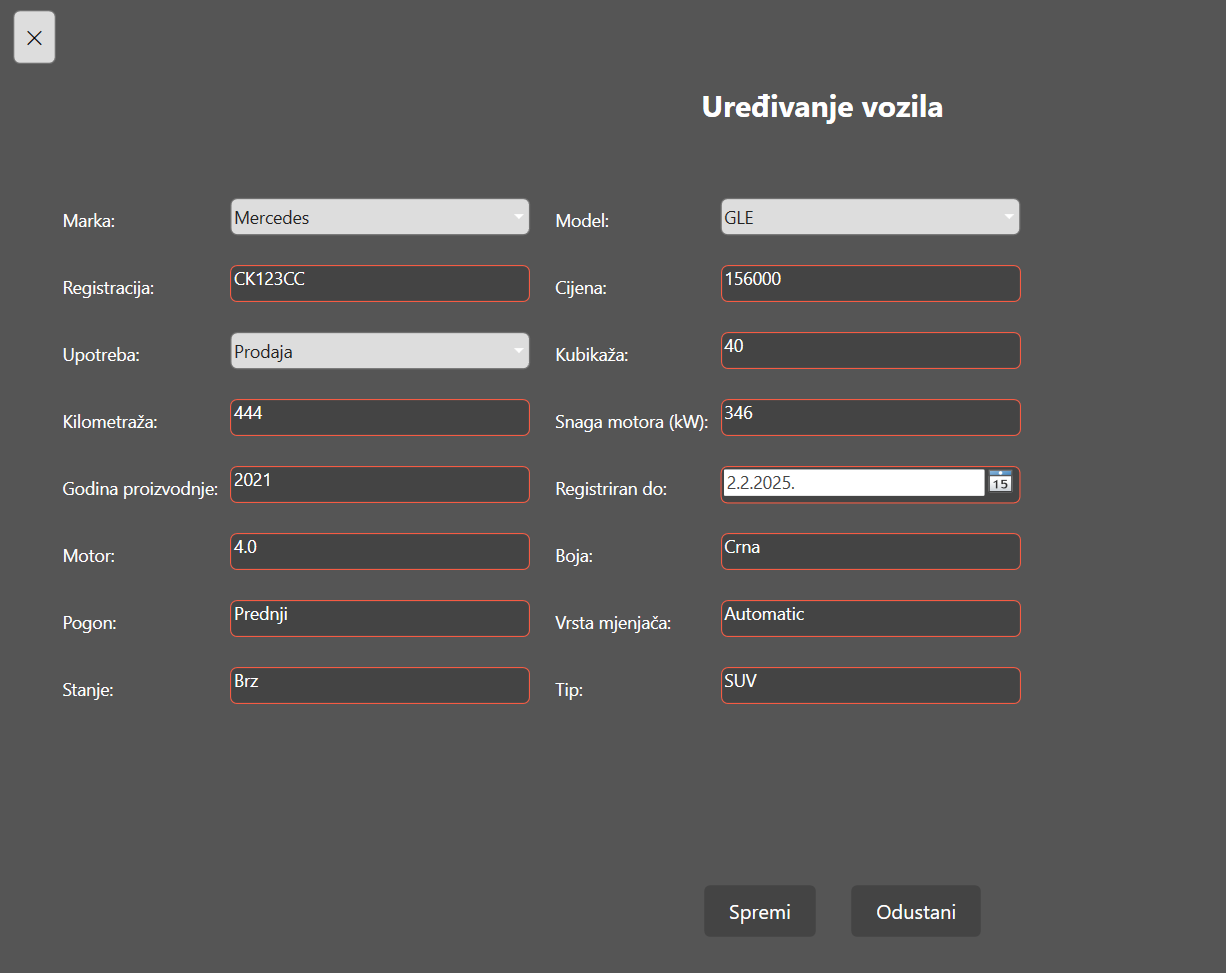 Uređivanje vozila
Marka: Mercedes Model: GLE
Registracija: CK123CC Cijena: 156000
Upotreba: Prodaja Kubikaža: 40
Kilometraža: 444 Snaga motora (kW): 346
Godina proizvodnje: 2021 Registriran do: 2.2.2025. 15
Motor: 4.0 Boja: Crna
Pogon: Prednji Vrsta mjenjača: Automatic
Stanje: Brz Tip: SUV
Spremi Odustani